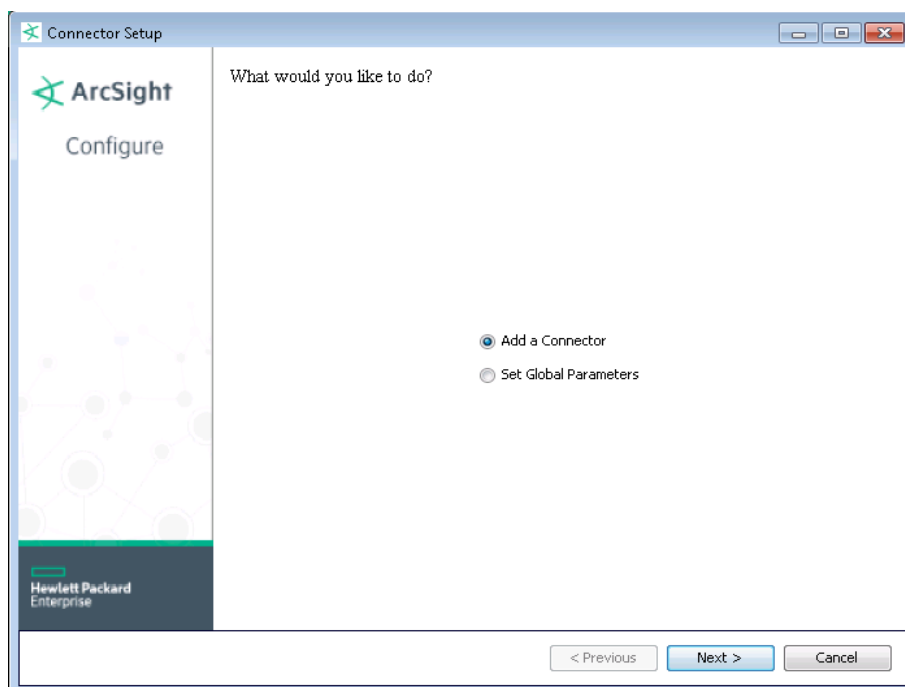 Connector Setup
What would you like to do?
ArcSight
Configure
Add a Connector
Set Global Parameters
Hewlett Packard
Enterprise
< Previous
Next >
Cancel